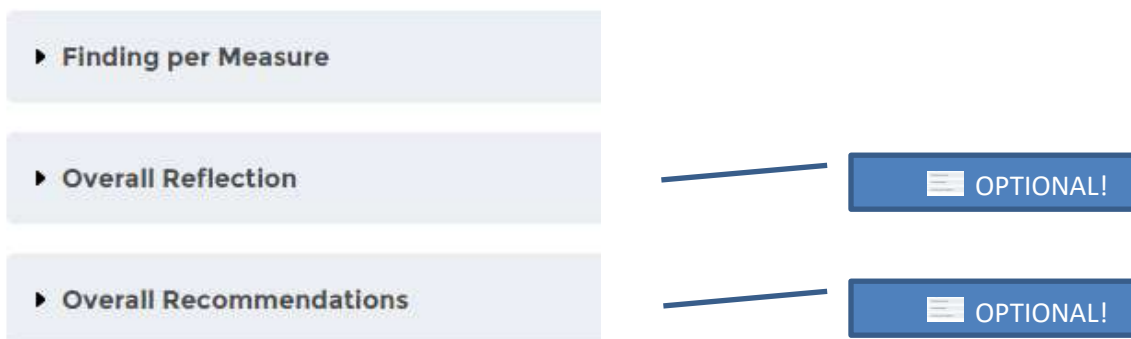 Finding per Measure
Overall Reflection
OPTIONAL!
Overall Recommendations
OPTIONAL!